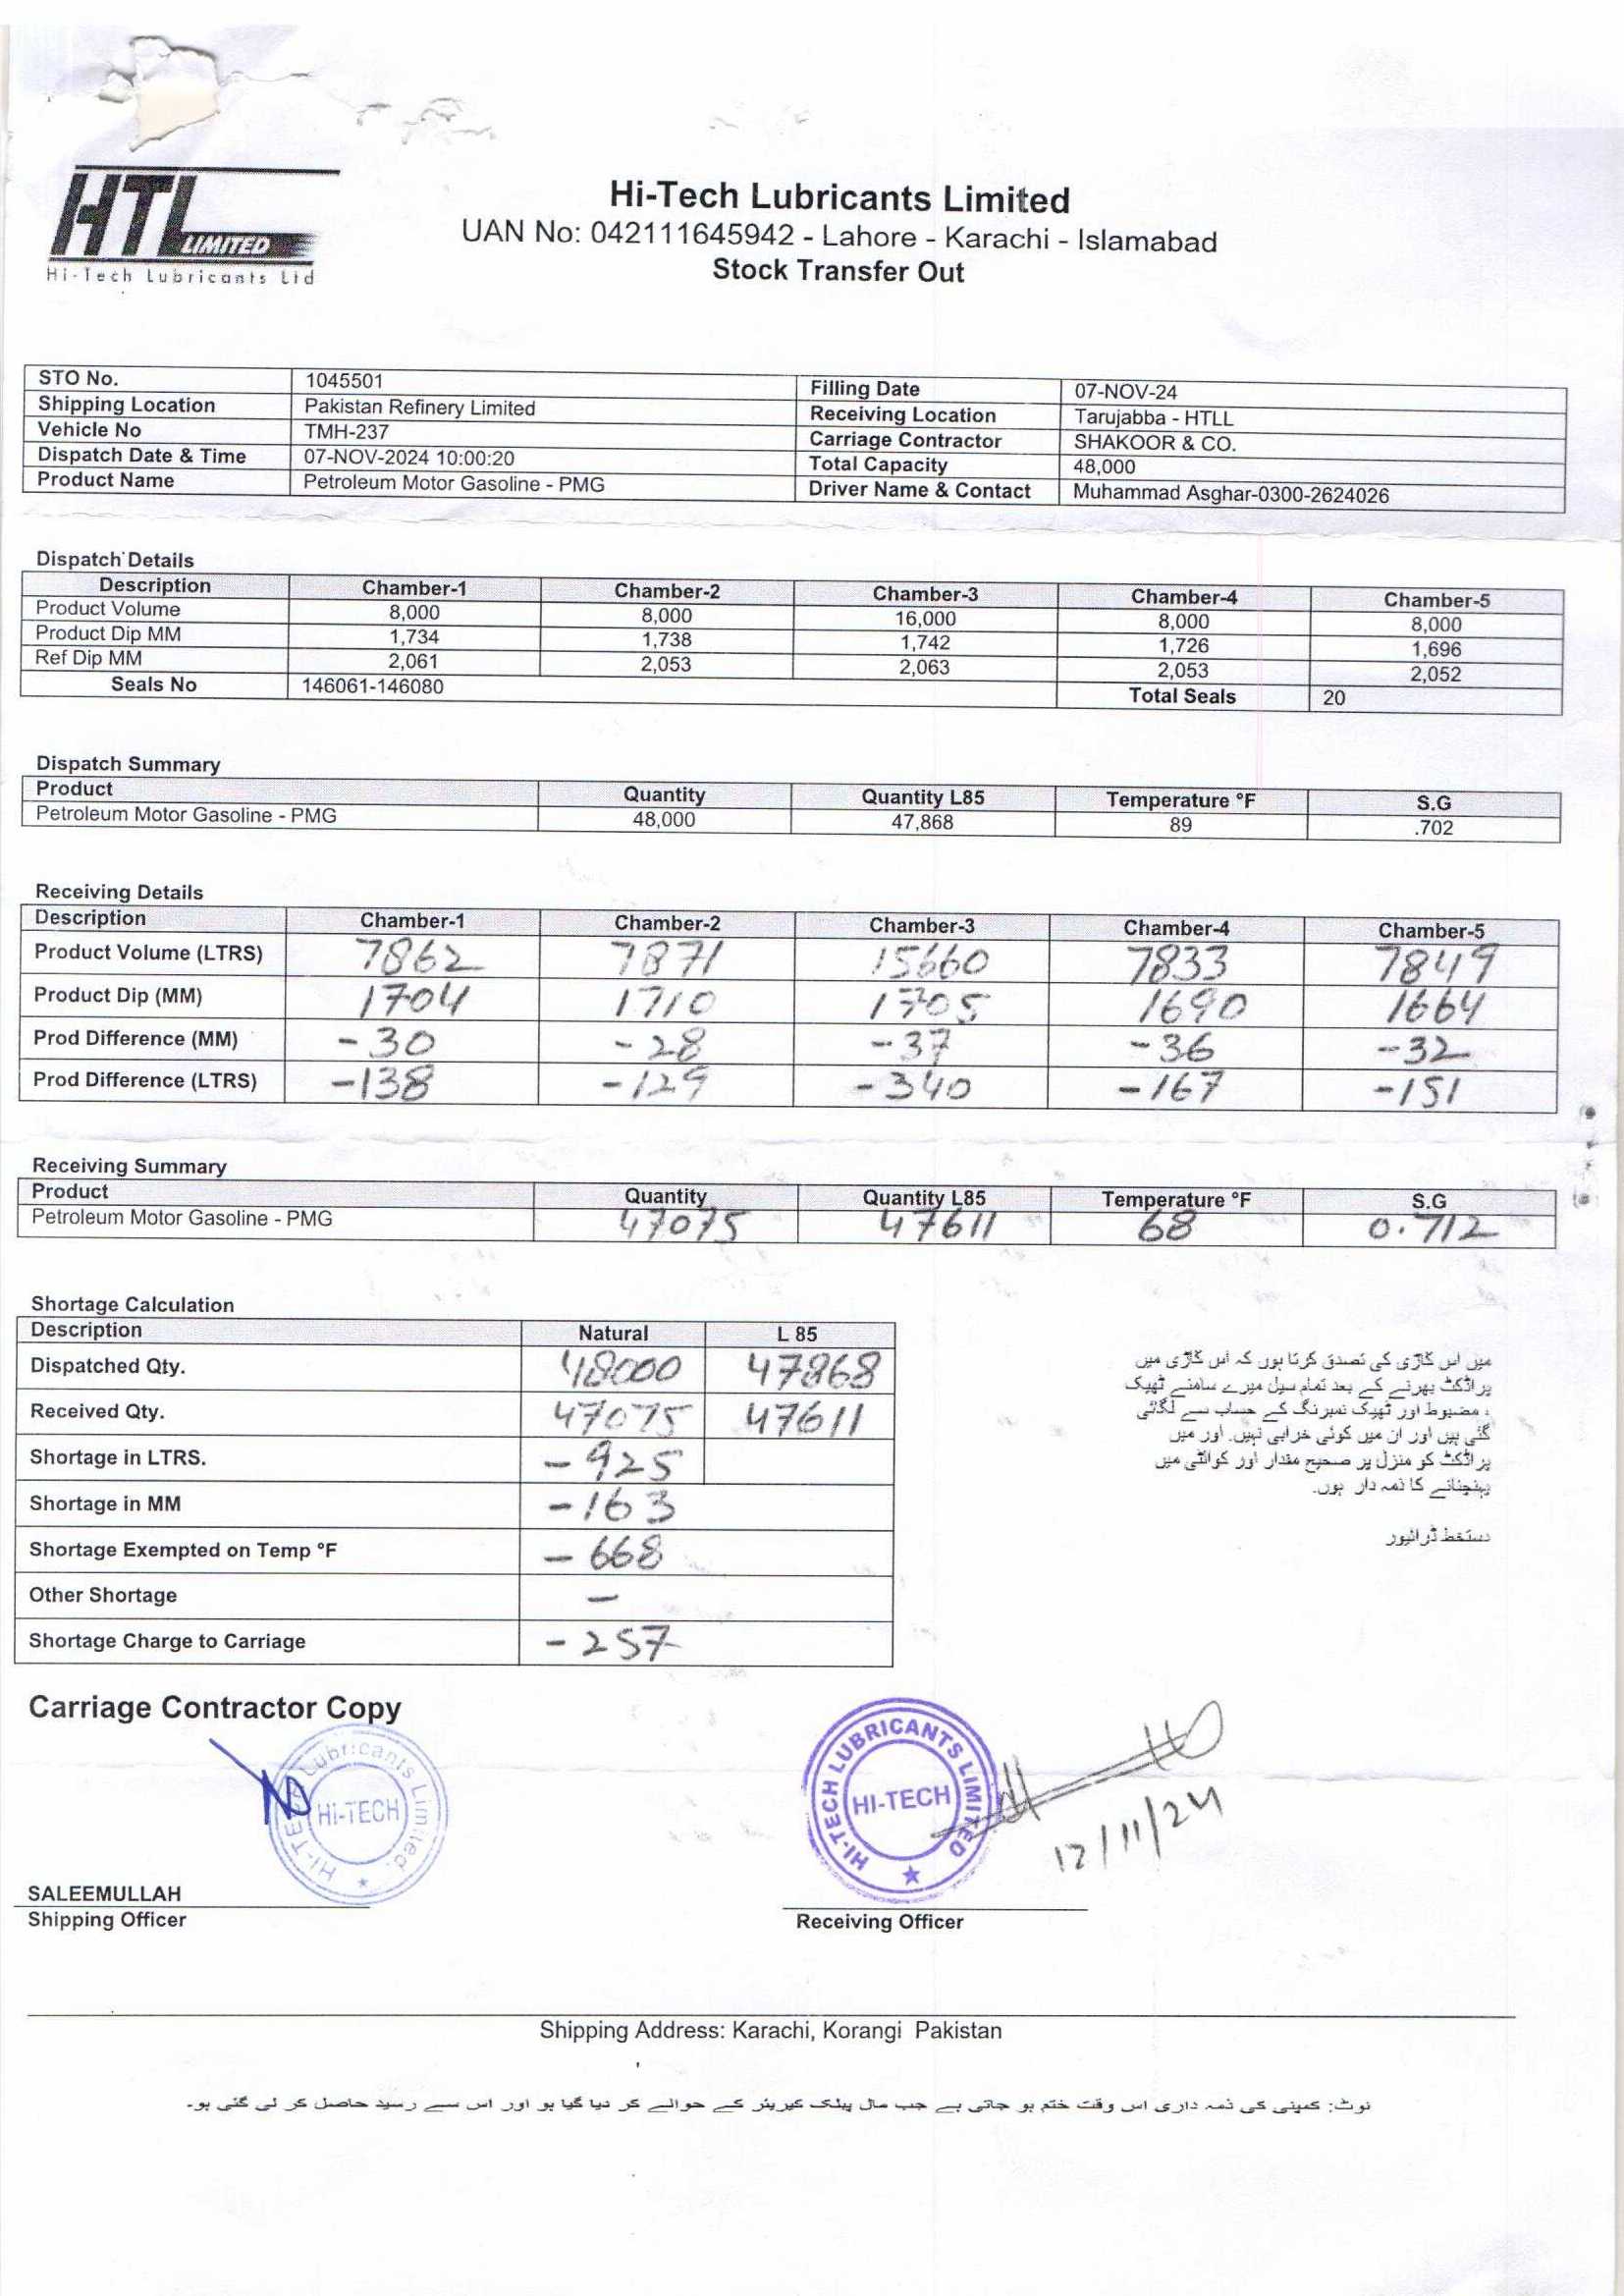 HTL
LIMITED
Hi-Tech Lubricants Ltd
Hi-Tech Lubricants Limited
UAN No: 042111645942 - Lahore - Karachi - Islamabad
Stock Transfer Out
STO No. 1045501 Filling Date 07-NOV-24
Shipping Location Pakistan Refinery Limited Receiving Location Tarujabba - HTLL
Vehicle No TMH-237 Carriage Contractor SHAKOOR & CO.
Dispatch Date & Time 07-NOV-2024 10:00:20 Total Capacity 48,000
Product Name Petroleum Motor Gasoline - PMG Driver Name & Contact Muhammad Asghar-0300-2624026
Dispatch Details
Description Chamber-1 Chamber-2 Chamber-3 Chamber-4 Chamber-5
Product Volume 8,000 8,000 16,000 8,000 8,000
Product Dip MM 1,734 1,738 1,742 1,726 1,696
Ref Dip MM 2,061 2,053 2,063 2,053 2,052
Seals No 146061-146080 Total Seals 20
Dispatch Summary
Product Quantity Quantity L85 Temperature °F S.G
Petroleum Motor Gasoline - PMG 48,000 47,868 89 .702
Receiving Details
Description Chamber-1 Chamber-2 Chamber-3 Chamber-4 Chamber-5
Product Volume (LTRS) 7862 7871 15660 7833 7849
Product Dip (MM) 1704 1710 1705 1690 1664
Prod Difference (MM) -30 -28 -37 -36 -32
Prod Difference (LTRS) -138 -129 -340 -167 -151
Receiving Summary
Product Quantity Quantity L85 Temperature °F S.G
Petroleum Motor Gasoline - PMG 47075 47611 68 0.712
Shortage Calculation
Description Natural L 85
Dispatched Qty. 48000 47868
Received Qty. 47075 47611
Shortage in LTRS. -925
Shortage in MM -163
Shortage Exempted on Temp °F -668
Other Shortage -
Shortage Charge to Carriage -257
میں اس گاڑی کی تصدق کرتا ہوں کہ اس گاڑی میں
پراڈکٹ بھرنے کے بعد تمام سیل میرے سامنے ٹھیک
، مضبوط اور ٹھیک نمبرنگ کے حساب سے لگائی
گئی ہیں اور ان میں کوئی خرابی نہیں. اور میں
پراڈکٹ کو منزل پر صحیح مقدار اور کوالٹی میں
پہنچانے کا ذمہ دار ہوں.
دستخط ڈرائیور
Carriage Contractor Copy
Hi-TECH Lubricants Limited.
Hi-TECH
HI-TECH LUBRICANTS LIMITED
HI-TECH
12/11/24
SALEEMULLAH
Shipping Officer
Receiving Officer
Shipping Address: Karachi, Korangi Pakistan
نوٹ: کمپنی کی ذمہ داری اس وقت ختم ہو جاتی ہے جب مال پبلک کیریئر کے حوالے کر دیا گیا ہو اور اس سے رسید حاصل کر لی گئی ہو۔